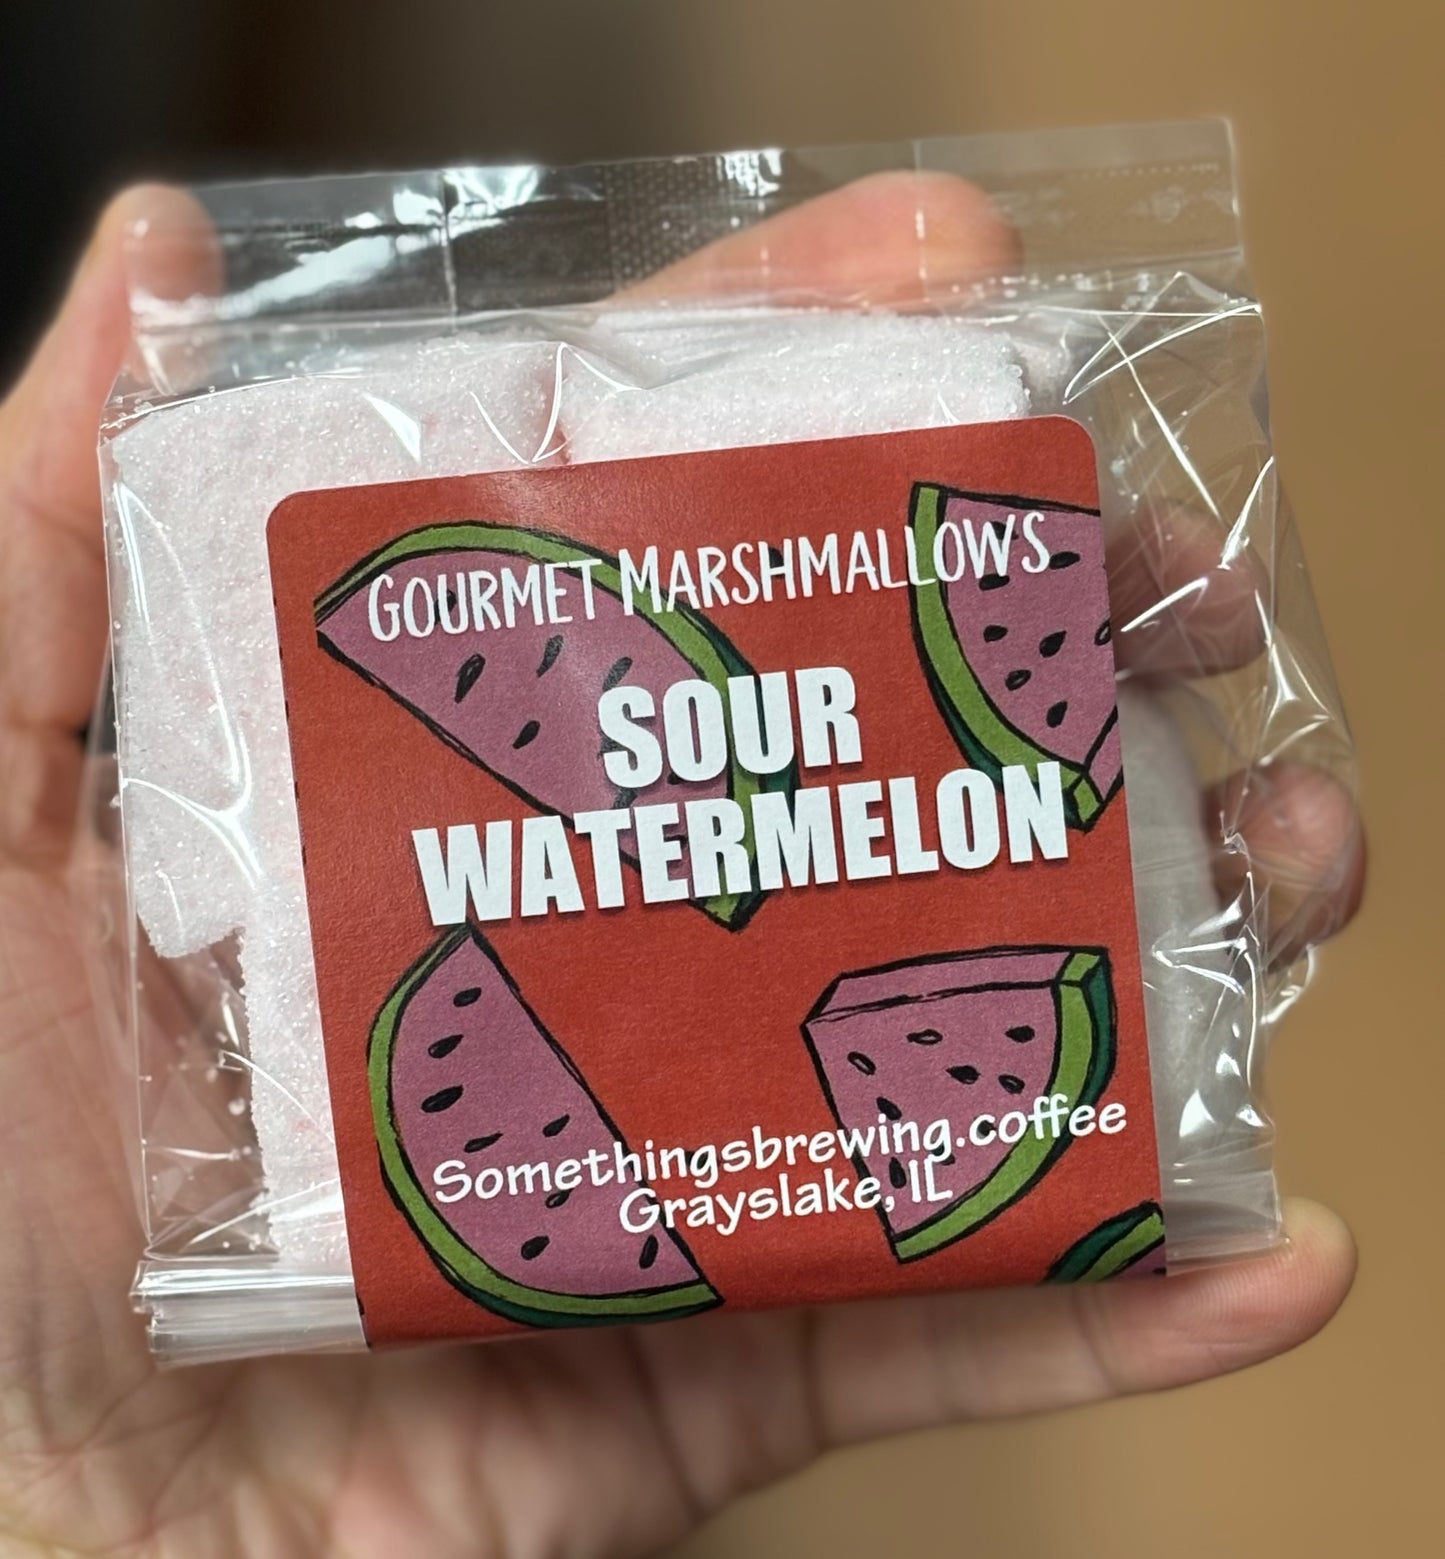 GOURMET MARSHMALLOWS
SOUR
WATERMELON
Somethingsbrewing.coffee
Grayslake, IL